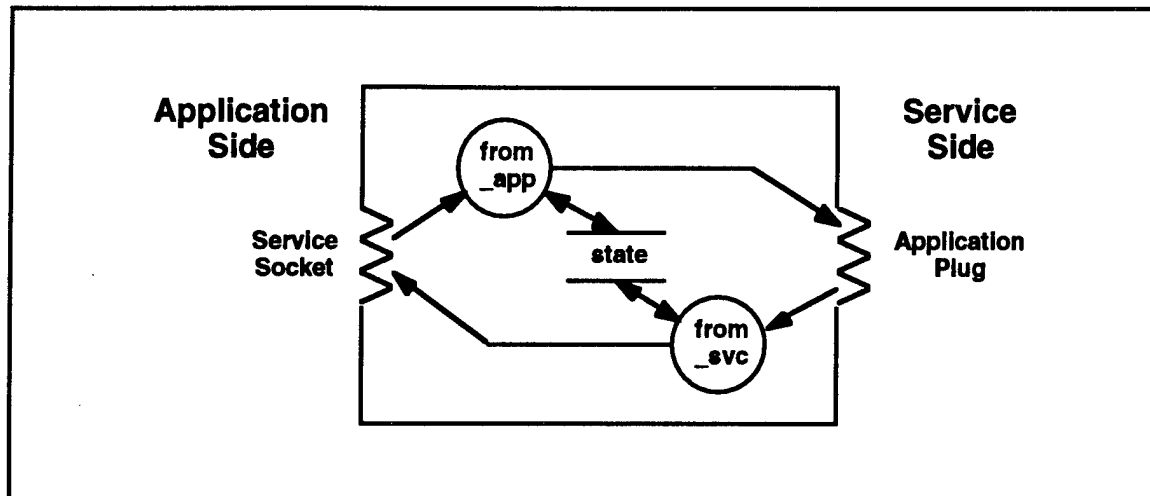 Application
Side
Service
Side
from
_app
Service
Socket
state
Application
Plug
from
_svc